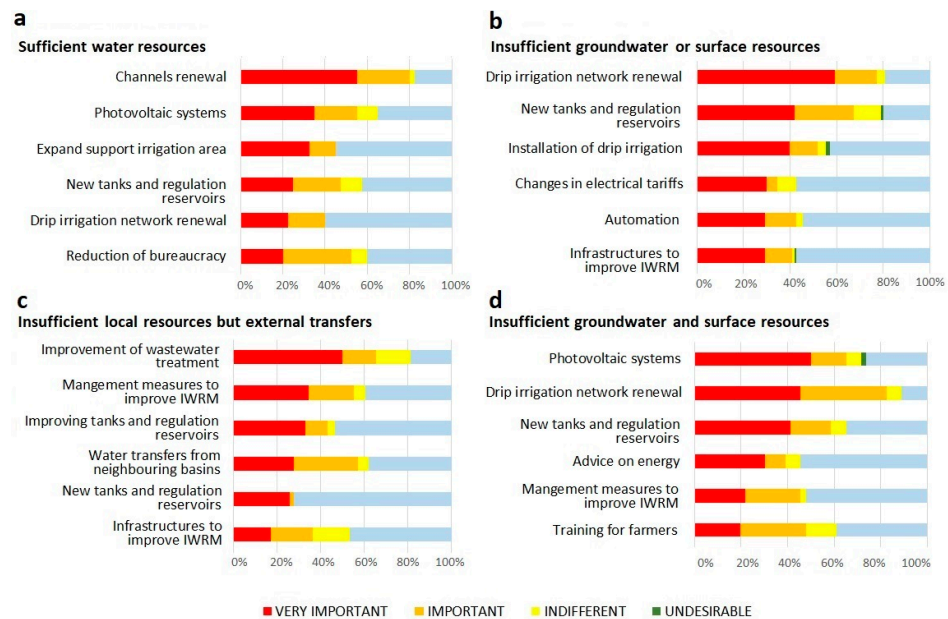 a
Sufficient water resources
Channels renewal
Photovoltaic systems
Expand support irrigation area
New tanks and regulation
reservoirs
Drip irrigation network renewal
Reduction of bureaucracy
0% 20% 40% 60% 80% 100%
b
Insufficient groundwater or surface resources
Drip irrigation network renewal
New tanks and regulation
reservoirs
Installation of drip irrigation
Changes in electrical tariffs
Automation
Infrastructures to
improve IWRM
0% 20% 40% 60% 80% 100%
c
Insufficient local resources but external transfers
Improvement of wastewater
treatment
Mangement measures to
improve IWRM
Improving tanks and regulation
reservoirs
Water transfers from
neighbouring basins
New tanks and regulation
reservoirs
Infrastructures to
improve IWRM
0% 20% 40% 60% 80% 100%
d
Insufficient groundwater and surface resources
Photovoltaic systems
Drip irrigation network renewal
New tanks and regulation
reservoirs
Advice on energy
Mangement measures to
improve IWRM
Training for farmers
0% 20% 40% 60% 80% 100%
VERY IMPORTANT IMPORTANT INDIFFERENT UNDESIRABLE